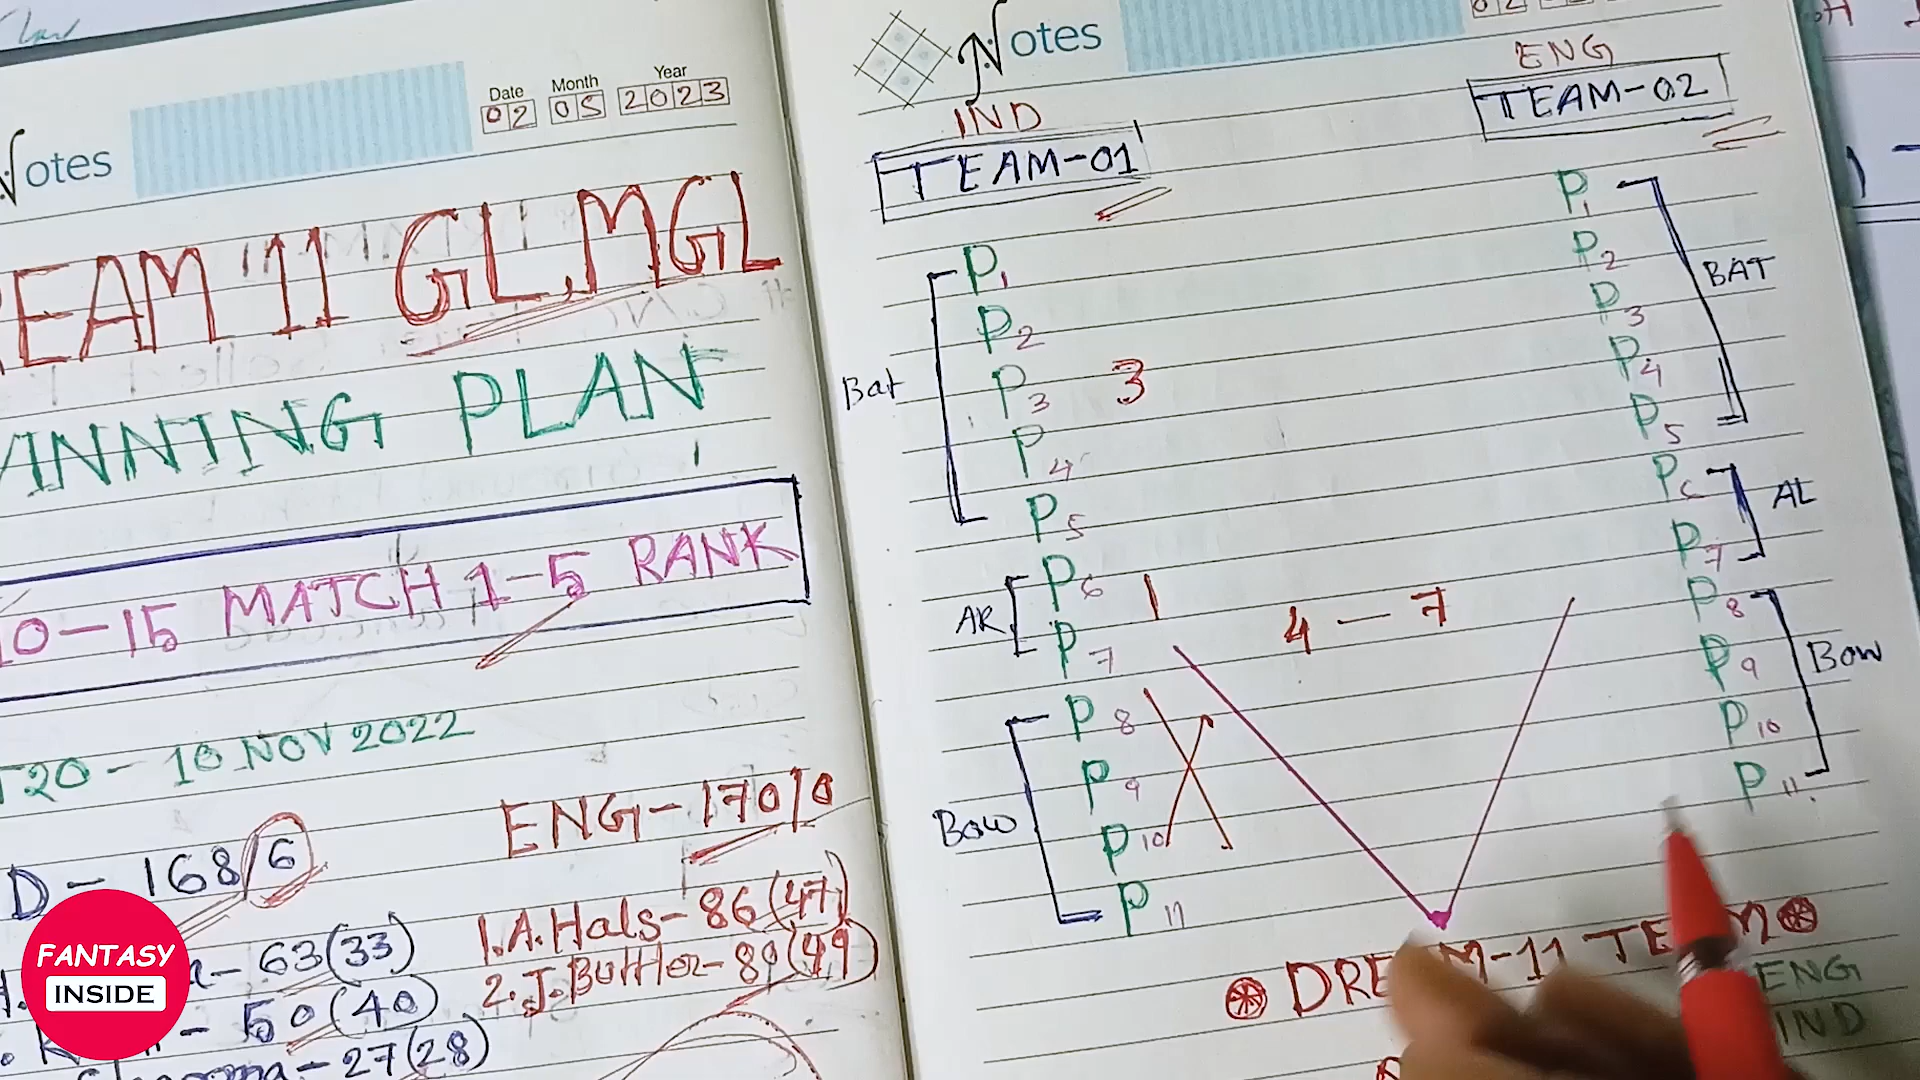 Notes
Date Month Year
02 05 2023
EAM 11 GL, MGL
WINNING PLAN
10-15 MATCH 1-5 RANK
T20 - 10 NOV 2022
D - 168/6
ENG - 170/0
- 63(33)
- 50(40)
- 27(28)
1. A. Hals - 86(47)
2. J. Buttler - 80(49)
FANTASY
INSIDE
Notes
IND
TEAM-01
ENG
TEAM-02
Bat
P1
P2
P3 3
P4
P5
AR
P6 1
P7
4 - 7
Bow
P8
P9
P10
P11
P1
P2
P3
P4
P5
BAT
P6
P7
AL
P8
P9
P10
P11
Bow
DREAM-11 TEAM
ENG
IND